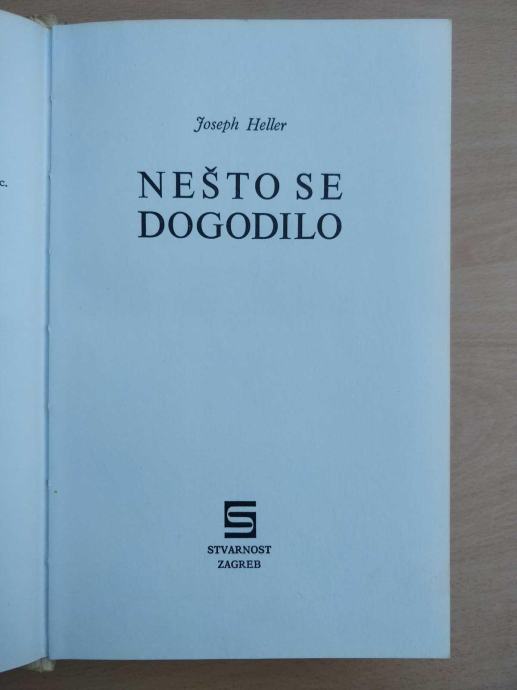 c.
Joseph Heller
NEŠTO SE
DOGODILO
S
STVARNOST
ZAGREB